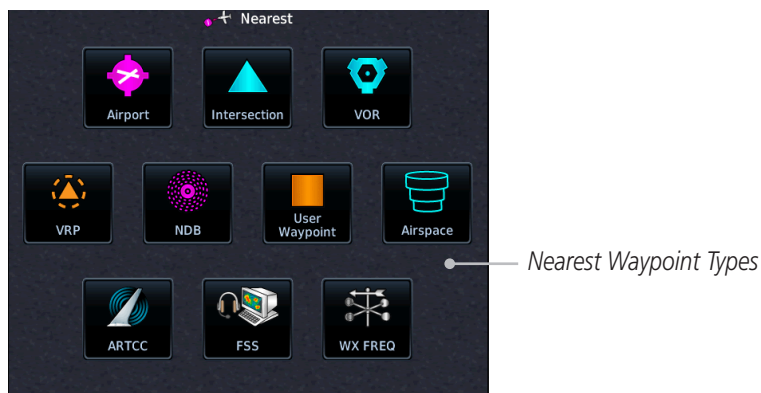 Nearest
Airport
Intersection
VOR
VRP
NDB
User
Waypoint
Airspace
Nearest Waypoint Types
ARTCC
FSS
WX FREQ